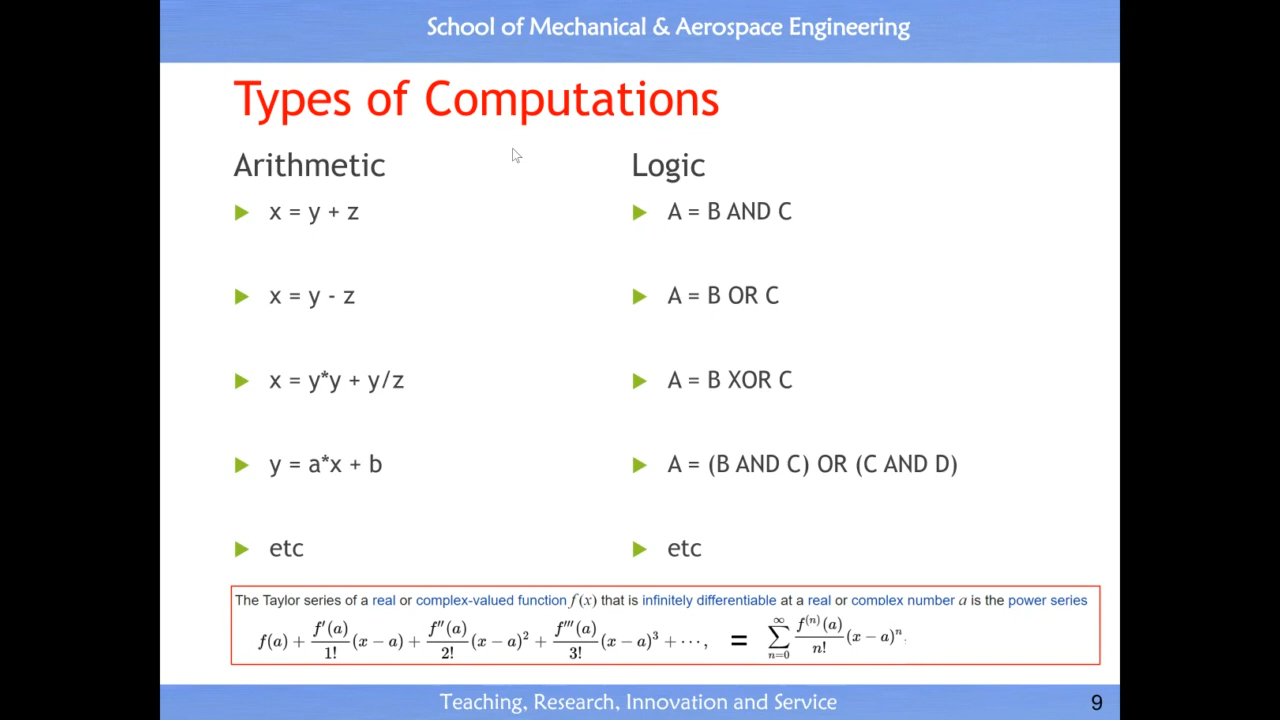 School of Mechanical & Aerospace Engineering
Types of Computations
Arithmetic
x = y + z
x = y - z
x = y*y + y/z
y = a*x + b
etc
Logic
A = B AND C
A = B OR C
A = B XOR C
A = (B AND C) OR (C AND D)
etc
The Taylor series of a real or complex-valued function f (x) that is infinitely differentiable at a real or complex number a is the power series
f(a) + f′(a)/1! (x − a) + f″(a)/2! (x − a)² + f‴(a)/3! (x − a)³ + ⋯, = ∑_{n=0}^{∞} f⁽ⁿ⁾(a)/n! (x − a)ⁿ.
Teaching, Research, Innovation and Service
9